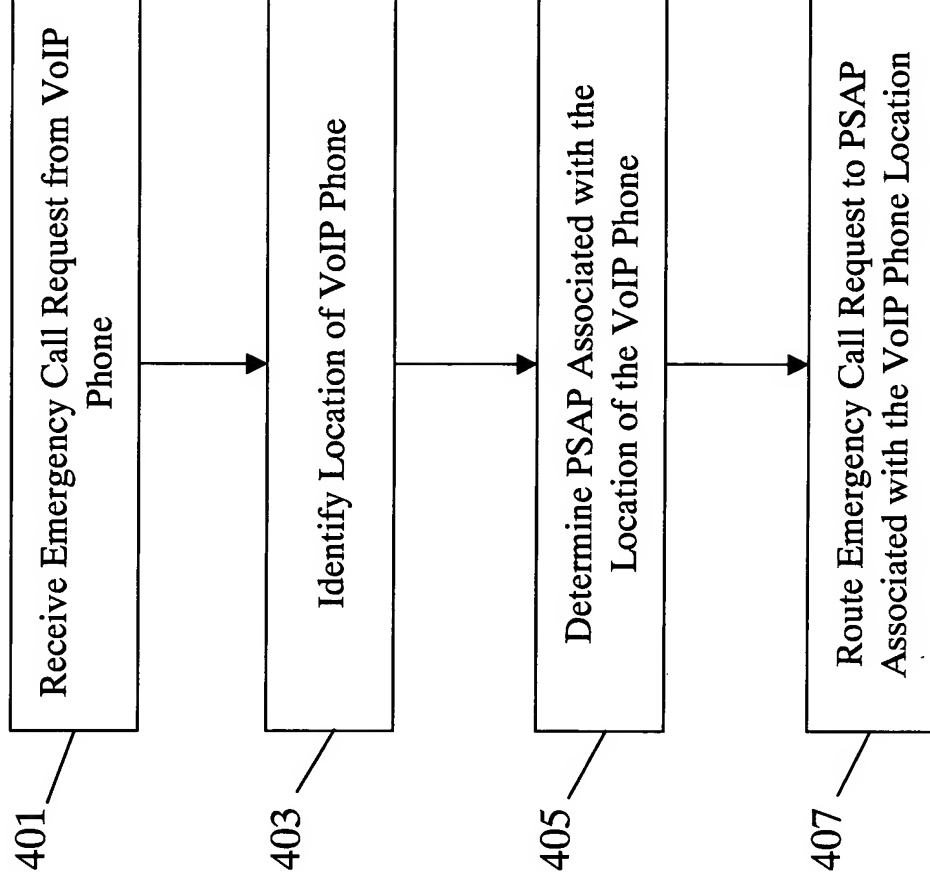 401
Receive Emergency Call Request from VoIP
Phone
403
Identify Location of VoIP Phone
405
Determine PSAP Associated with the
Location of the VoIP Phone
407
Route Emergency Call Request to PSAP
Associated with the VoIP Phone Location